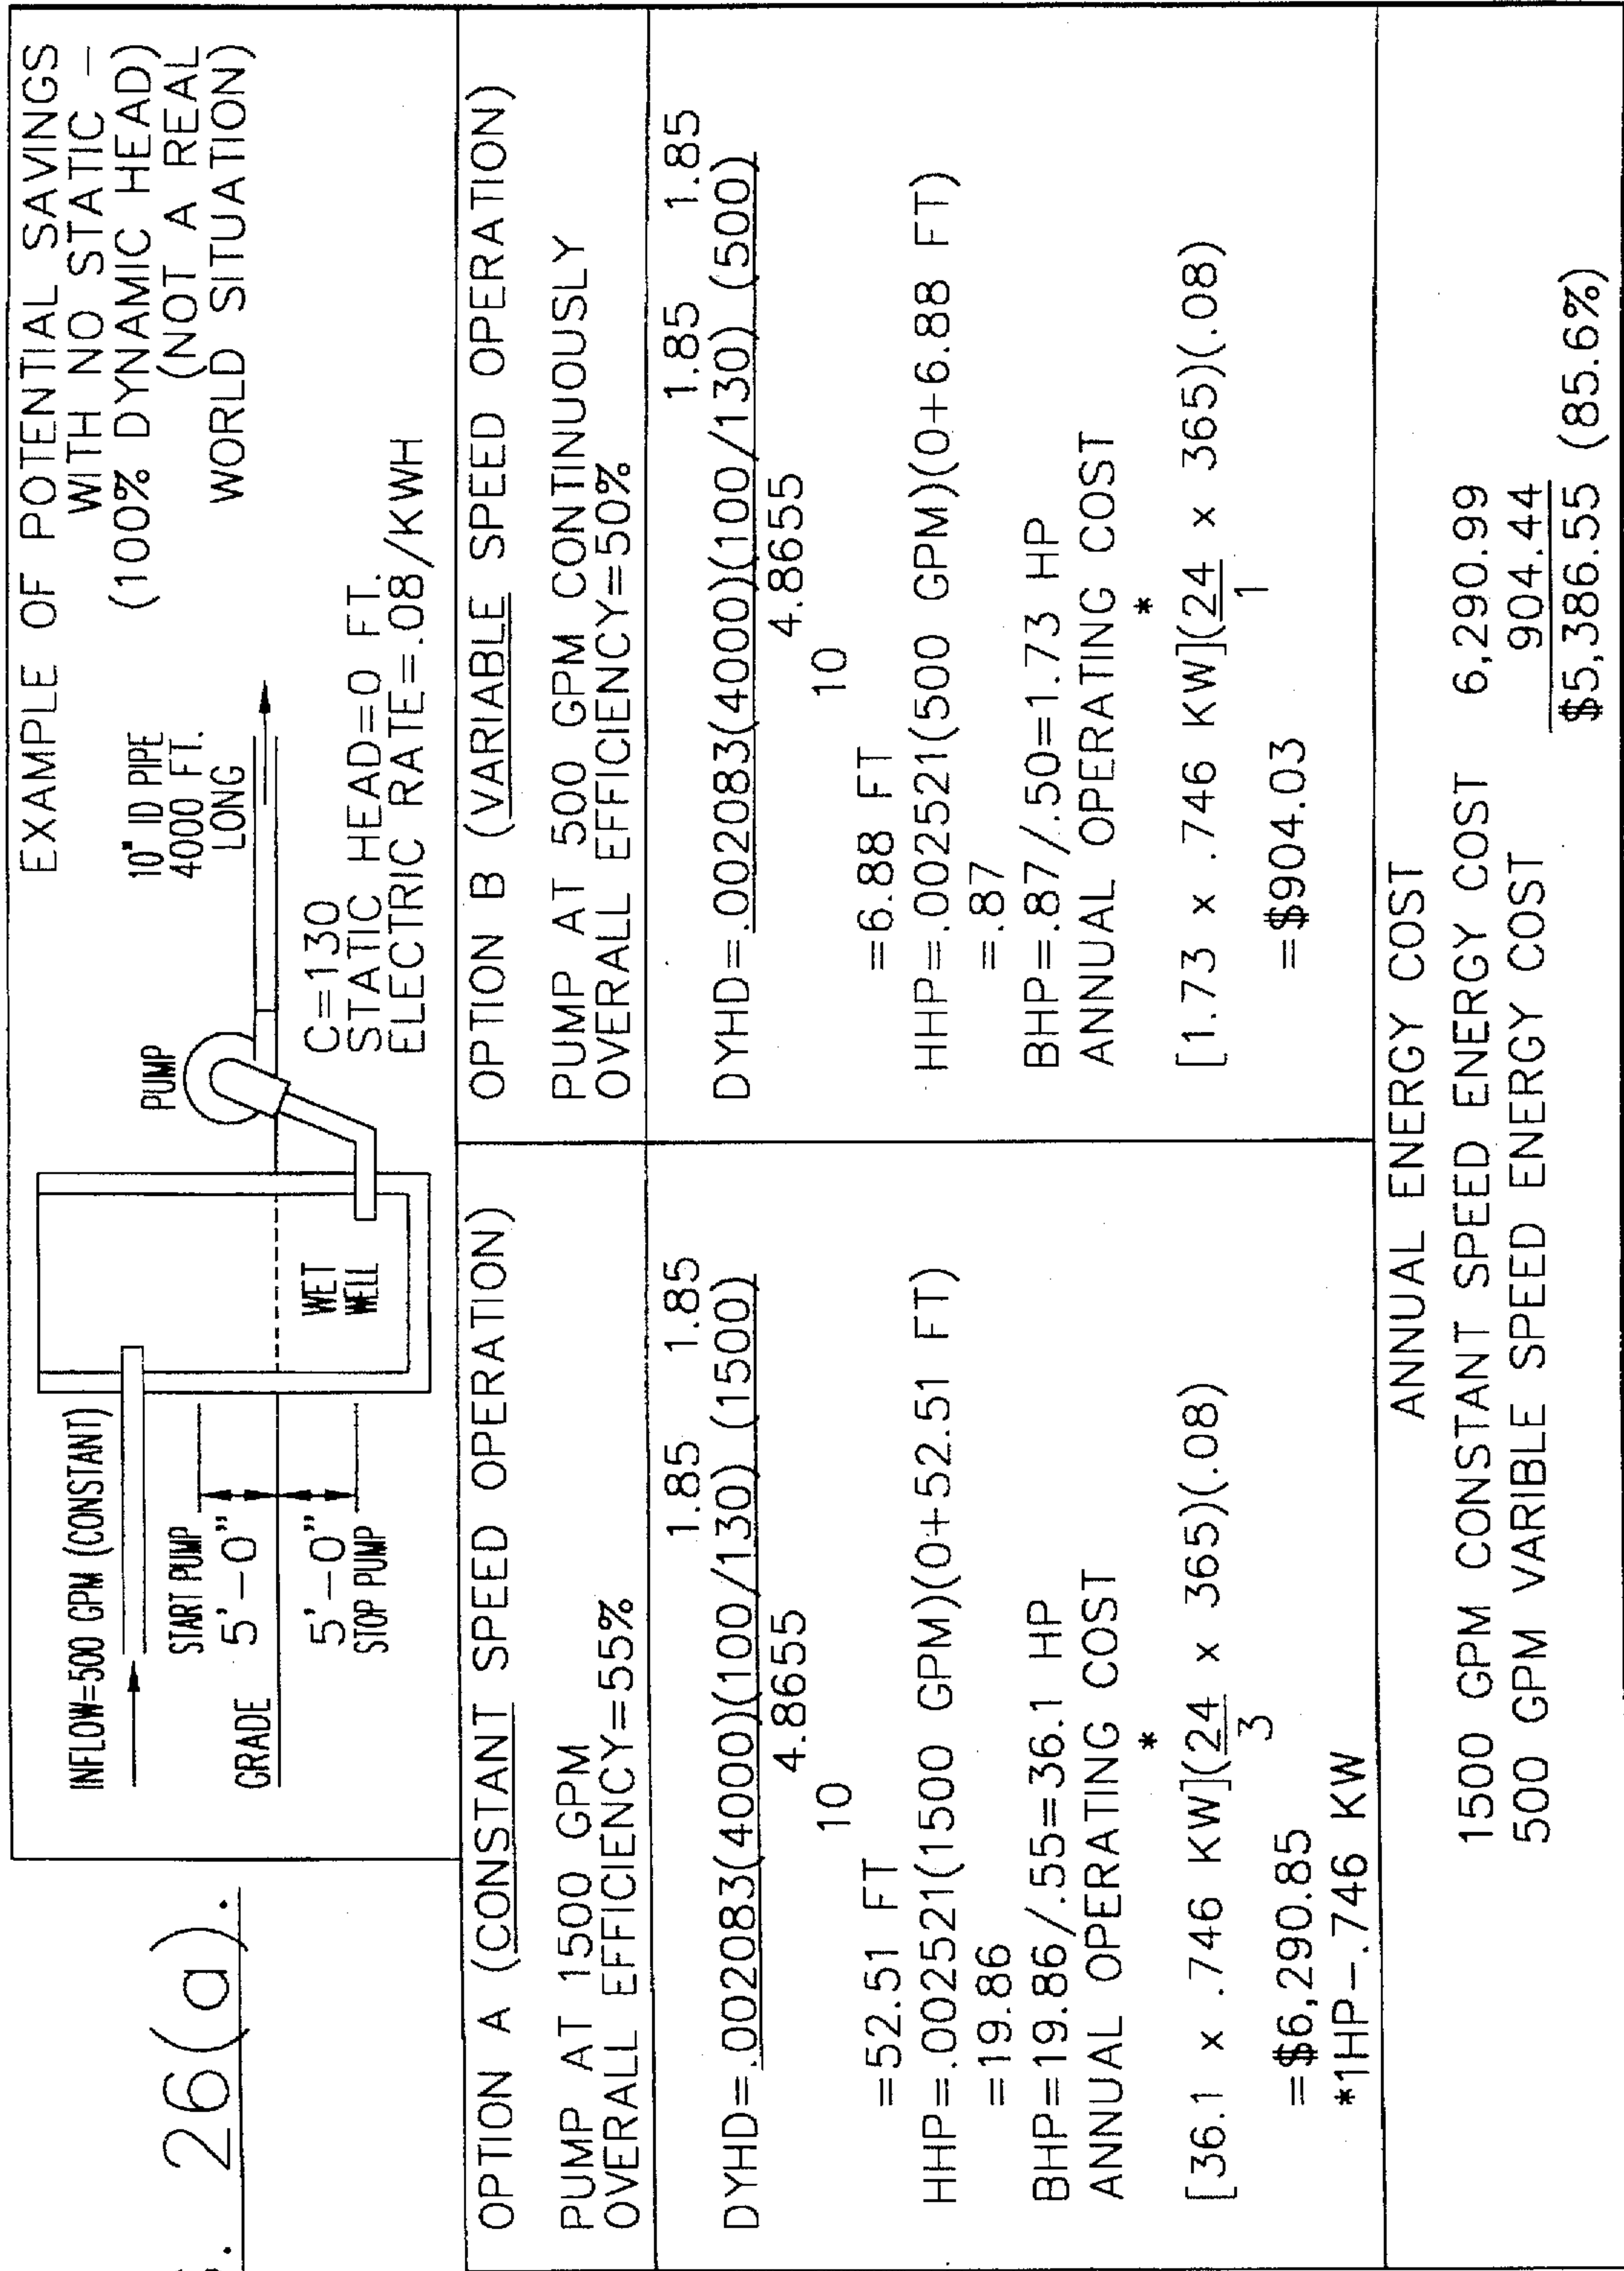 26(a).
EXAMPLE OF POTENTIAL SAVINGS
WITH NO STATIC –
(100% DYNAMIC HEAD)
(NOT A REAL
WORLD SITUATION)
INFLOW=500 GPM (CONSTANT)
START PUMP
5'-0"
GRADE
5'-0"
STOP PUMP
WET
WELL
PUMP
10" ID PIPE
4000 FT.
LONG
C=130
STATIC HEAD=0 FT.
ELECTRIC RATE=.08/KWH
OPTION A (CONSTANT SPEED OPERATION)
PUMP AT 1500 GPM
OVERALL EFFICIENCY=55%
1.85 1.85
DYHD=.002083(4000)(100/130) (1500)
4.8655
10
=52.51 FT
HHP=.002521(1500 GPM)(0+52.51 FT)
=19.86
BHP=19.86/.55=36.1 HP
ANNUAL OPERATING COST
*
[36.1 x .746 KW](24 x 365)(.08)
3
=$6,290.85
*1HP-.746 KW
OPTION B (VARIABLE SPEED OPERATION)
PUMP AT 500 GPM CONTINUOUSLY
OVERALL EFFICIENCY=50%
1.85 1.85
DYHD=.002083(4000)(100/130) (500)
4.8655
10
=6.88 FT
HHP=.002521(500 GPM)(0+6.88 FT)
=.87
BHP=.87/.50=1.73 HP
ANNUAL OPERATING COST
*
[1.73 x .746 KW](24 x 365)(.08)
1
=$904.03
ANNUAL ENERGY COST
1500 GPM CONSTANT SPEED ENERGY COST 6,290.99
500 GPM VARIBLE SPEED ENERGY COST 904.44
$5,386.55 (85.6%)